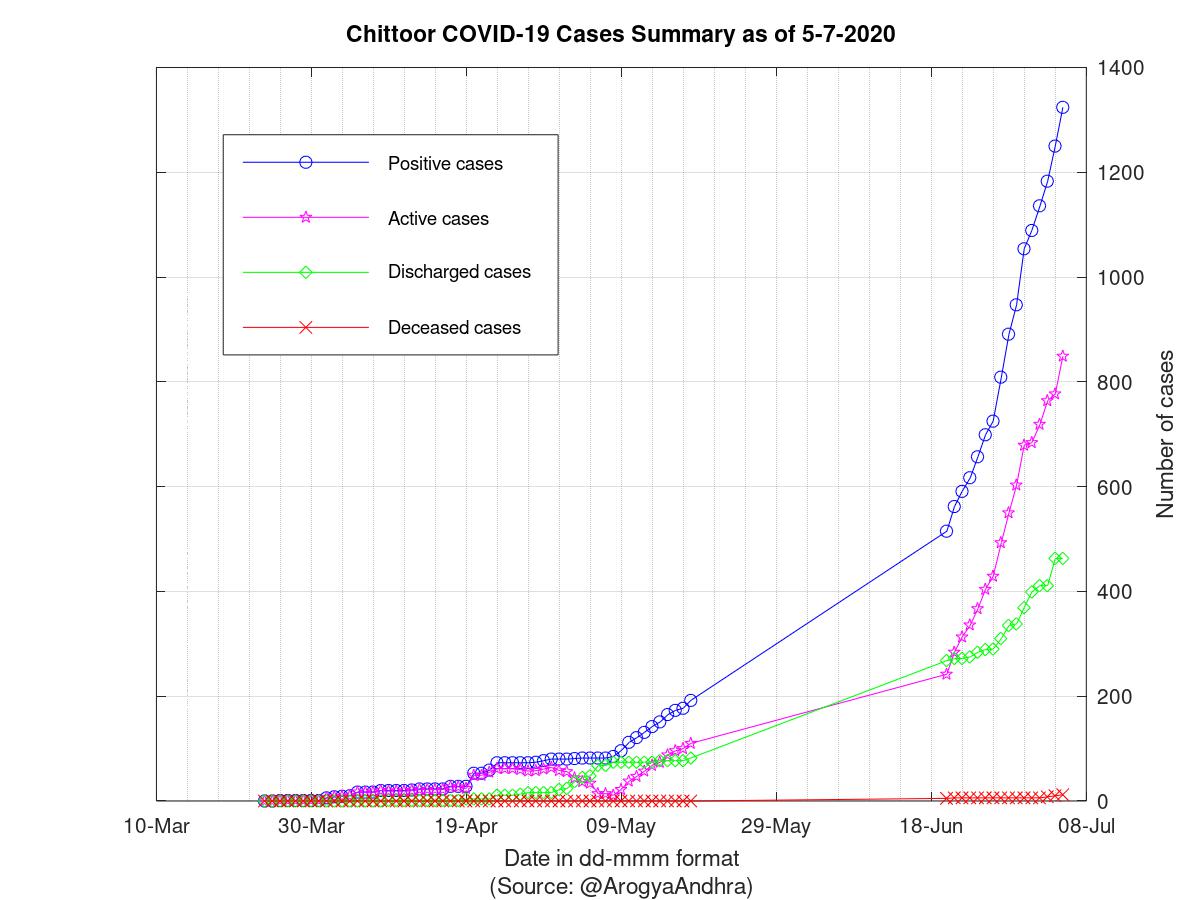 Chittoor COVID-19 Cases Summary as of 5-7-2020
Positive cases
Active cases
Discharged cases
Deceased cases
1400
1200
1000
800
600
400
200
0
Number of cases
10-Mar 30-Mar 19-Apr 09-May 29-May 18-Jun 08-Jul
Date in dd-mmm format
(Source: @ArogyaAndhra)